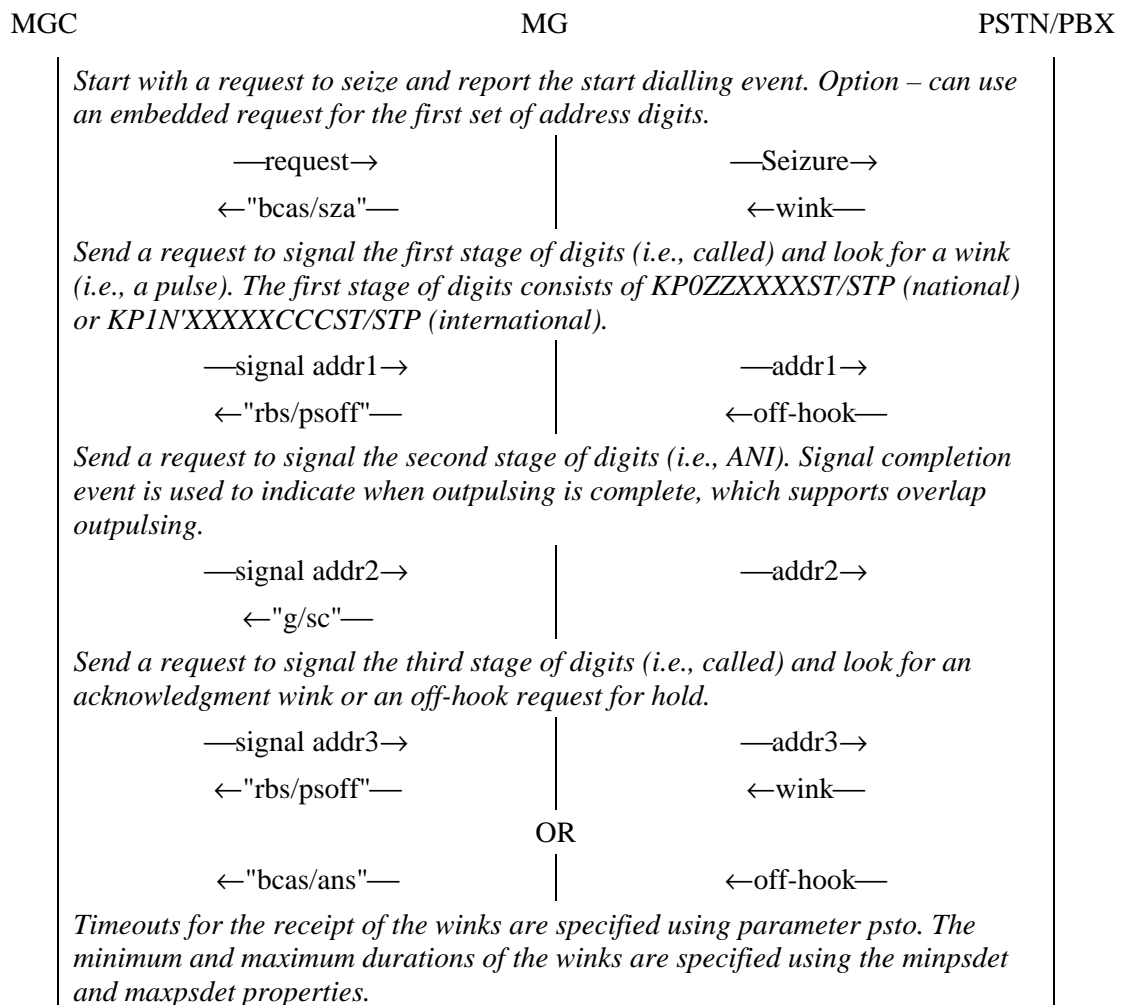 MGC MG PSTN/PBX
Start with a request to seize and report the start dialling event. Option – can use
an embedded request for the first set of address digits.
—request→ —Seizure→
←"bcas/sza"— ←wink—
Send a request to signal the first stage of digits (i.e., called) and look for a wink
(i.e., a pulse). The first stage of digits consists of KP0ZZXXXXST/STP (national)
or KP1N'XXXXXCCCST/STP (international).
—signal addr1→ —addr1→
←"rbs/psoff"— ←off-hook—
Send a request to signal the second stage of digits (i.e., ANI). Signal completion
event is used to indicate when outpulsing is complete, which supports overlap
outpulsing.
—signal addr2→ —addr2→
←"g/sc"—
Send a request to signal the third stage of digits (i.e., called) and look for an
acknowledgment wink or an off-hook request for hold.
—signal addr3→ —addr3→
←"rbs/psoff"— ←wink—
OR
←"bcas/ans"— ←off-hook—
Timeouts for the receipt of the winks are specified using parameter psto. The
minimum and maximum durations of the winks are specified using the minpsdet
and maxpsdet properties.